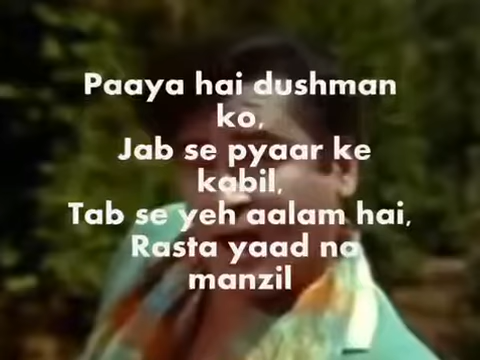 Paaya hai dushman
ko,
Jab se pyaar ke
kabil,
Tab se yeh aalam hai,
Rasta yaad na
manzil